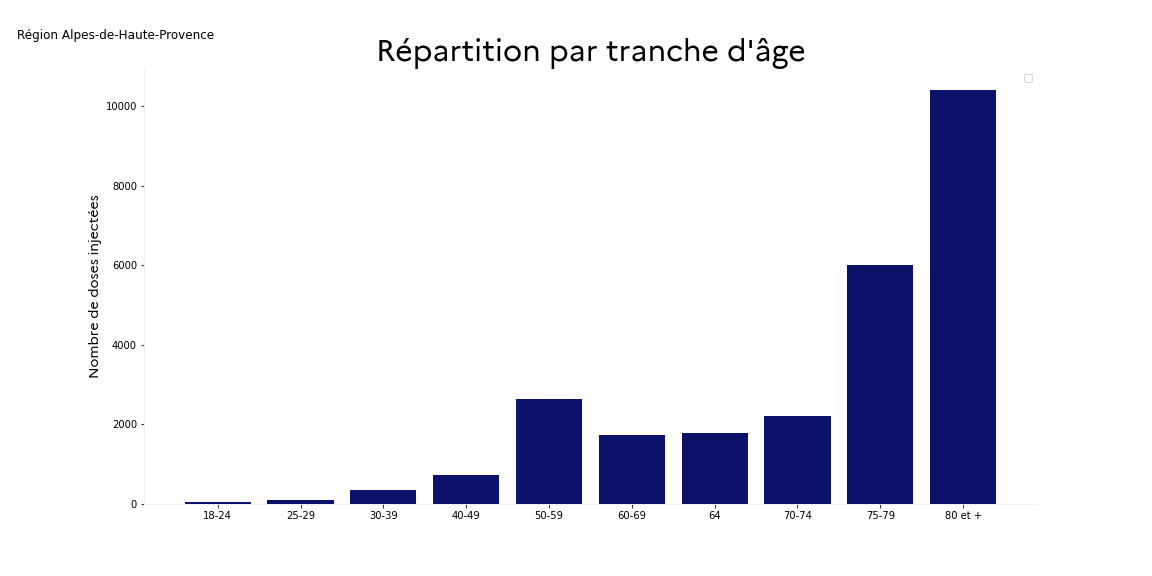 Région Alpes-de-Haute-Provence
Répartition par tranche d'âge
Nombre de doses injectées
10000
8000
6000
4000
2000
0
18-24 25-29 30-39 40-49 50-59 60-69 64 70-74 75-79 80 et +